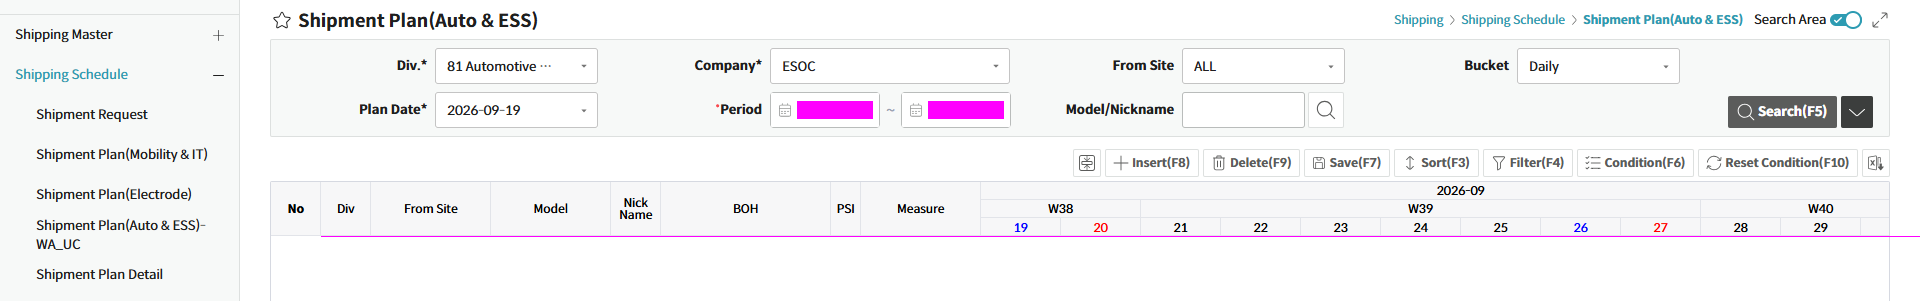 Shipment Plan(Auto & ESS)
Shipping > Shipping Schedule > Shipment Plan(Auto & ESS) Search Area
Shipping Master
Shipping Schedule
Shipment Request
Shipment Plan(Mobility & IT)
Shipment Plan(Electrode)
Shipment Plan(Auto & ESS)-
WA_UC
Shipment Plan Detail
Div.* 81 Automotive ··· Company* ESOC From Site ALL Bucket Daily
Plan Date* 2026-09-19 *Period ~ Model/Nickname Search(F5)
Insert(F8) Delete(F9) Save(F7) Sort(F3) Filter(F4) Condition(F6) Reset Condition(F10)
No Div From Site Model Nick Name BOH PSI Measure 2026-09
W38 W39 W40
19 20 21 22 23 24 25 26 27 28 29